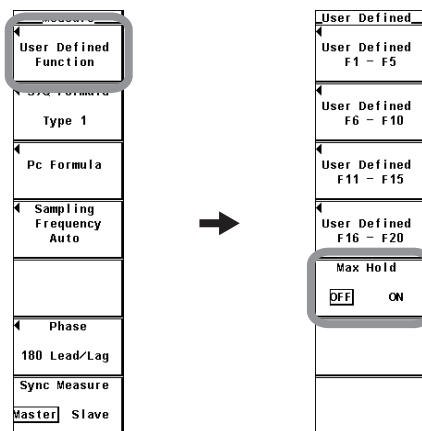 Measure
User Defined
Function
S/Q Formula
Type 1
Pc Formula
Sampling
Frequency
Auto
Phase
180 Lead/Lag
Sync Measure
Master Slave
User Defined
User Defined
F1 - F5
User Defined
F6 - F10
User Defined
F11 - F15
User Defined
F16 - F20
Max Hold
OFF ON